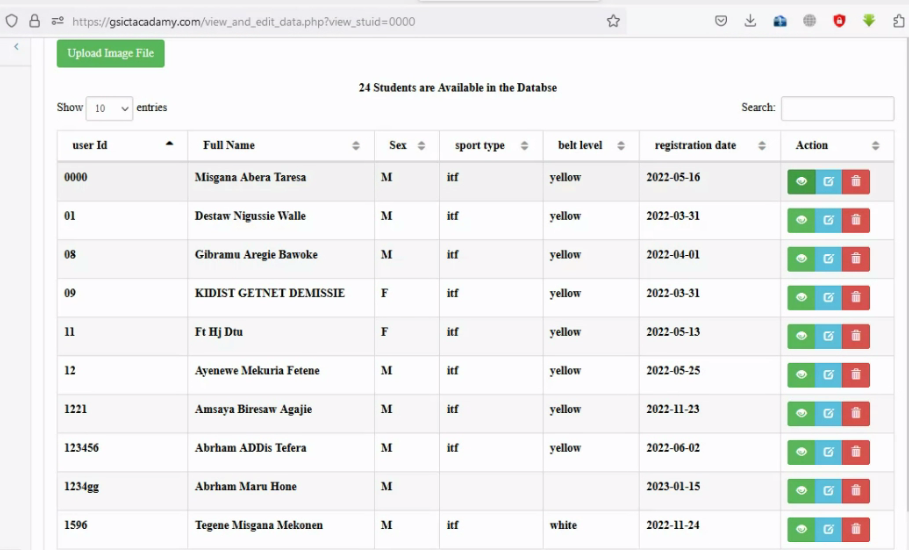 https://gsictacadamy.com/view_and_edit_data.php?view_stuid=0000
Upload Image File
24 Students are Available in the Databse
Show 10 entries Search:
user Id Full Name Sex sport type belt level registration date Action
0000 Misgana Abera Taresa M itf yellow 2022-05-16
01 Destaw Nigussie Walle M itf yellow 2022-03-31
08 Gibramu Aregie Bawoke M itf yellow 2022-04-01
09 KIDIST GETNET DEMISSIE F itf yellow 2022-03-31
11 Ft Hj Dtu F itf yellow 2022-05-13
12 Ayenewe Mekuria Fetene M itf yellow 2022-05-25
1221 Amsaya Biresaw Agajie M itf yellow 2022-11-23
123456 Abrham ADDis Tefera M itf yellow 2022-06-02
1234gg Abrham Maru Hone M 2023-01-15
1596 Tegene Misgana Mekonen M itf white 2022-11-24